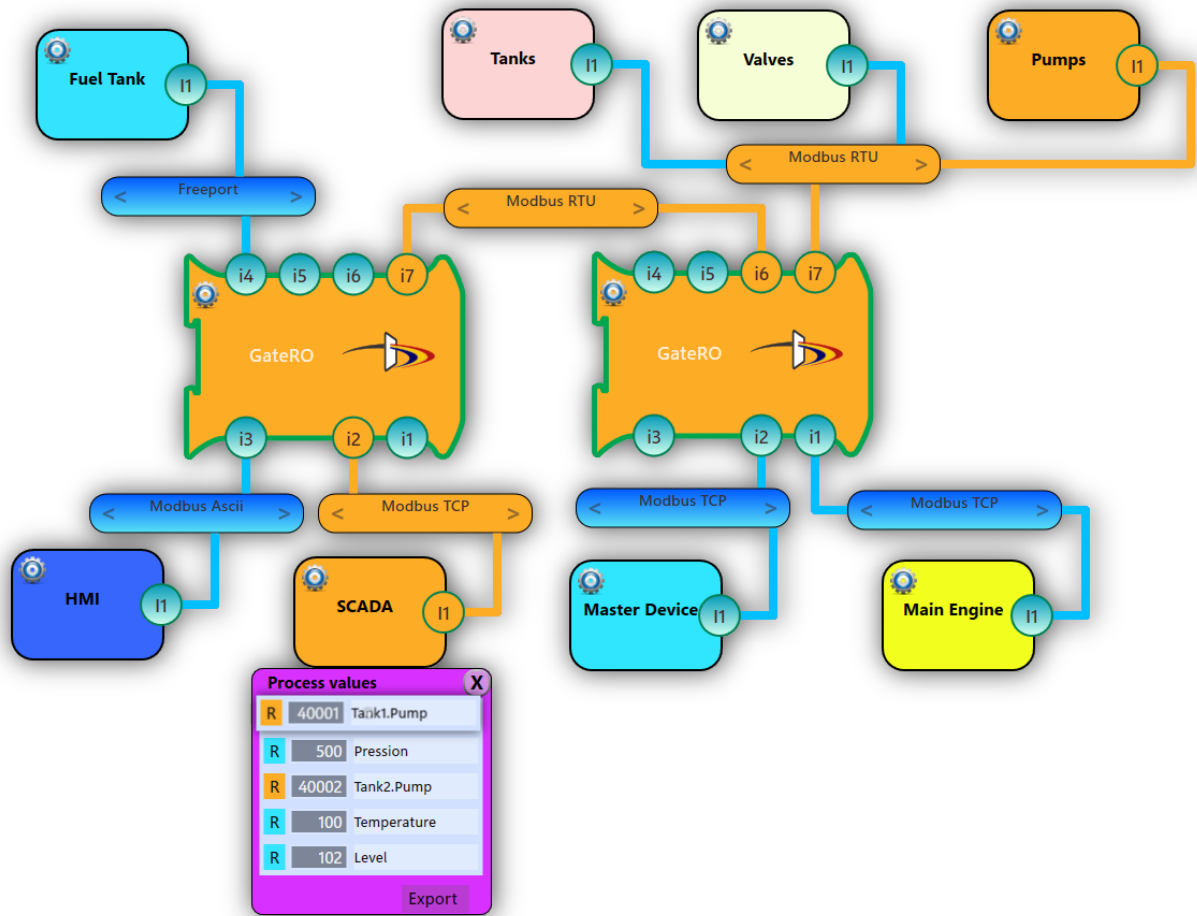 Fuel Tank
I1
Tanks
I1
Valves
I1
Pumps
I1
< Freeport >
< Modbus RTU >
< Modbus RTU >
i4 i5 i6 i7
GateRO
i3 i2 i1
i4 i5 i6 i7
GateRO
i3 i2 i1
< Modbus Ascii >
< Modbus TCP >
< Modbus TCP >
< Modbus TCP >
HMI
I1
SCADA
I1
Master Device
I1
Main Engine
I1
Process values X
R 40001 Tank1.Pump
R 500 Pression
R 40002 Tank2.Pump
R 100 Temperature
R 102 Level
Export